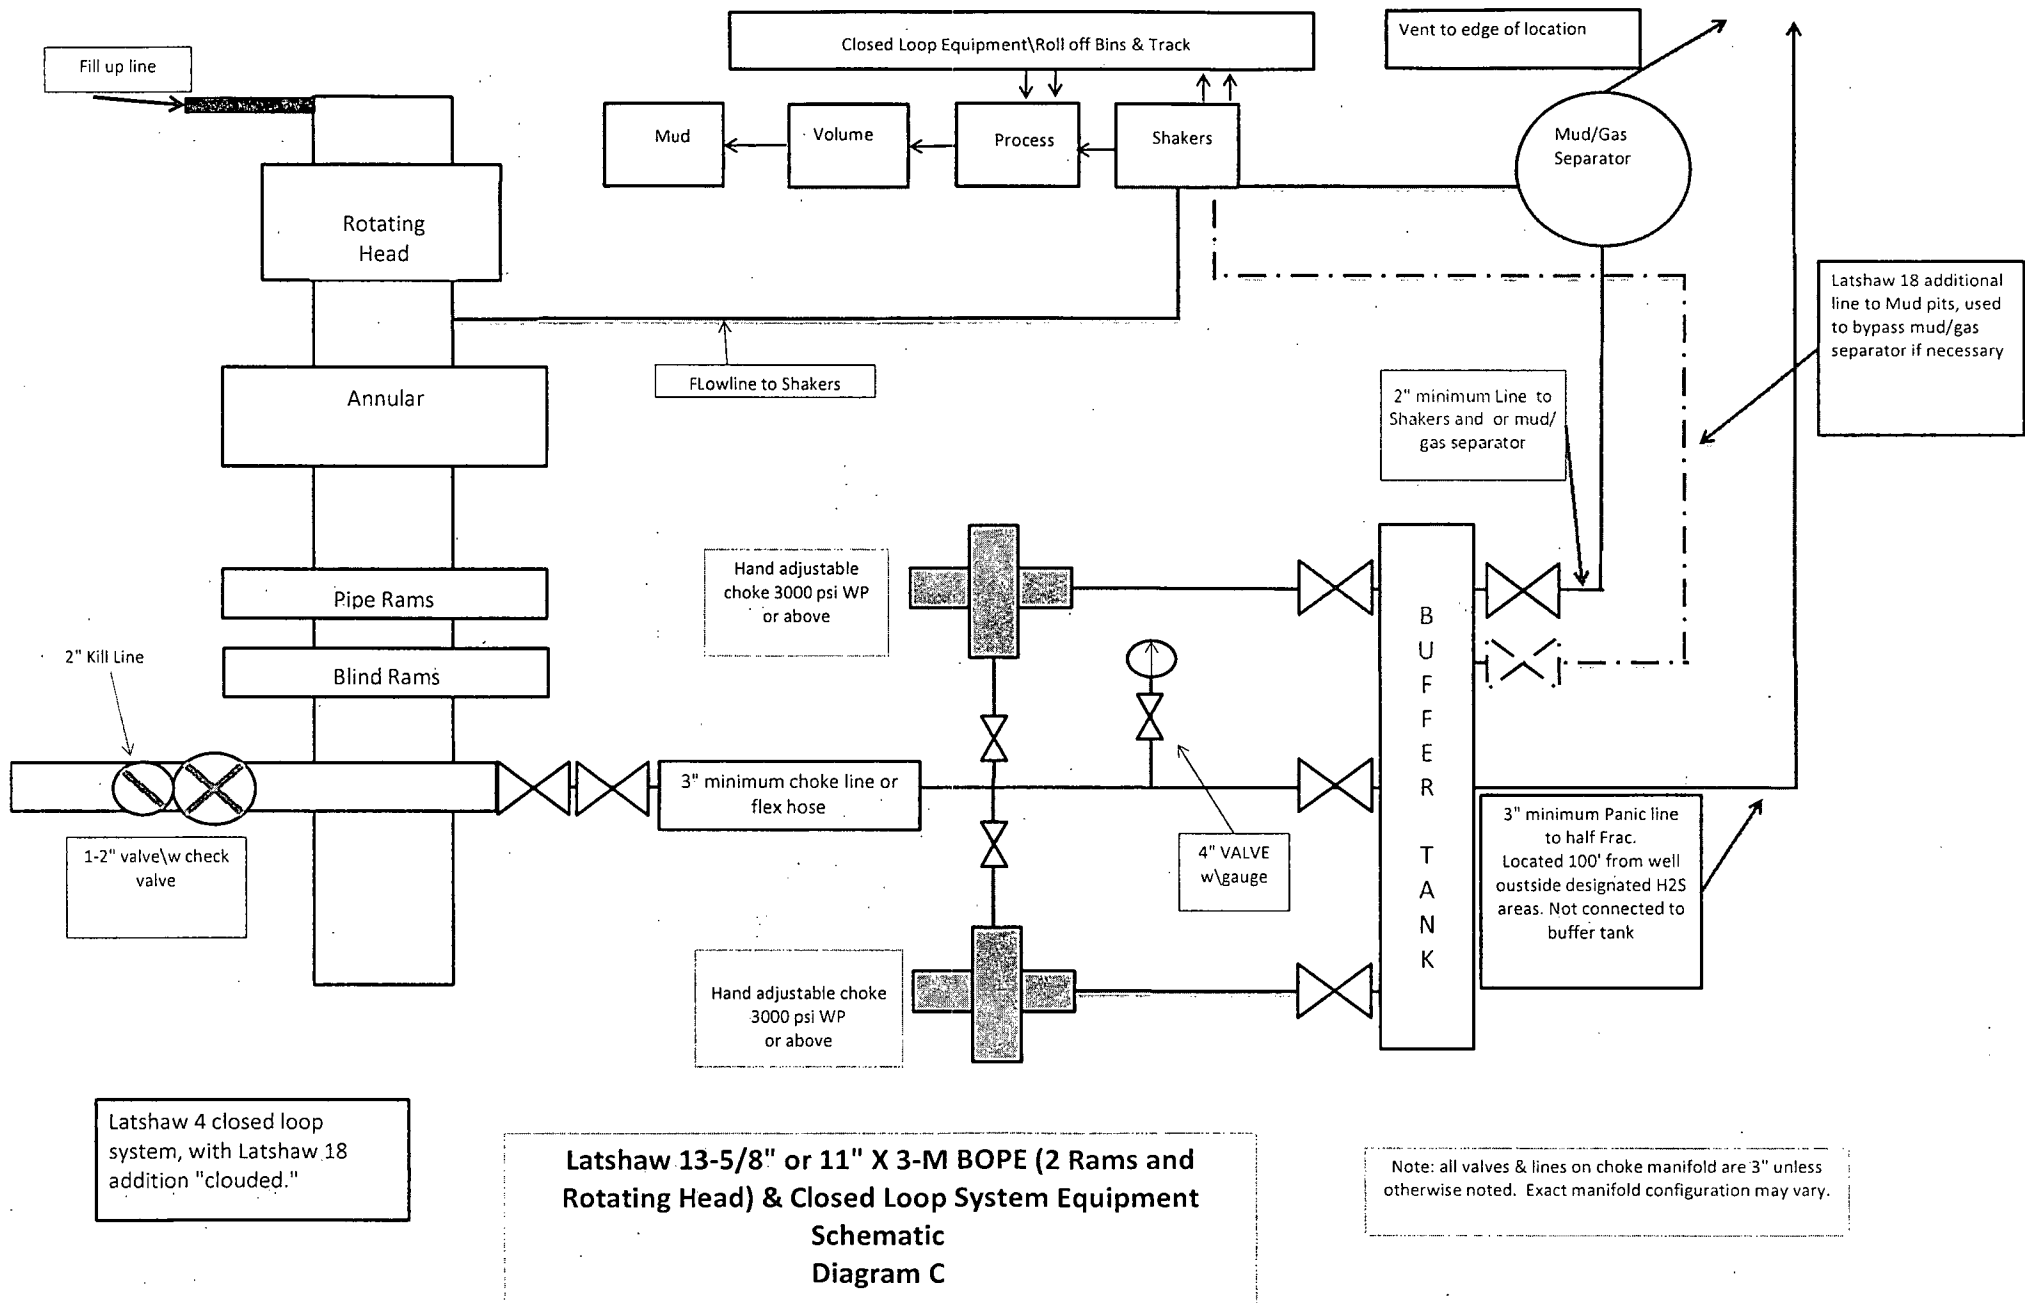 Fill up line
Closed Loop Equipment\Roll off Bins & Track
Vent to edge of location
Mud
Volume
Process
Shakers
Mud/Gas
Separator
Rotating
Head
Latshaw 18 additional
line to Mud pits, used
to bypass mud/gas
separator if necessary
FLowline to Shakers
Annular
2" minimum Line to
Shakers and or mud/
gas separator
Hand adjustable
choke 3000 psi WP
or above
Pipe Rams
Blind Rams
2" Kill Line
B
U
F
F
E
R
T
A
N
K
3" minimum choke line or
flex hose
1-2" valve\w check
valve
4" VALVE
w\gauge
3" minimum Panic line
to half Frac.
Located 100' from well
oustside designated H2S
areas. Not connected to
buffer tank
Hand adjustable choke
3000 psi WP
or above
Latshaw 4 closed loop
system, with Latshaw 18
addition "clouded."
Latshaw 13-5/8" or 11" X 3-M BOPE (2 Rams and
Rotating Head) & Closed Loop System Equipment
Schematic
Diagram C
Note: all valves & lines on choke manifold are 3" unless
otherwise noted. Exact manifold configuration may vary.